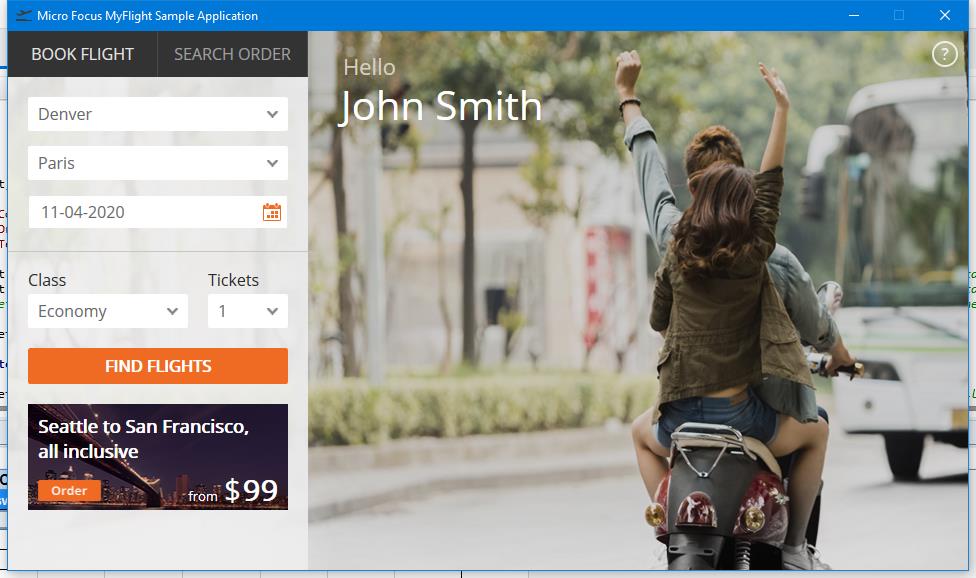 Micro Focus MyFlight Sample Application
BOOK FLIGHT
SEARCH ORDER
Hello
John Smith
?
Denver
Paris
11-04-2020
Class
Tickets
Economy
1
FIND FLIGHTS
Seattle to San Francisco,
all inclusive
Order
from $99